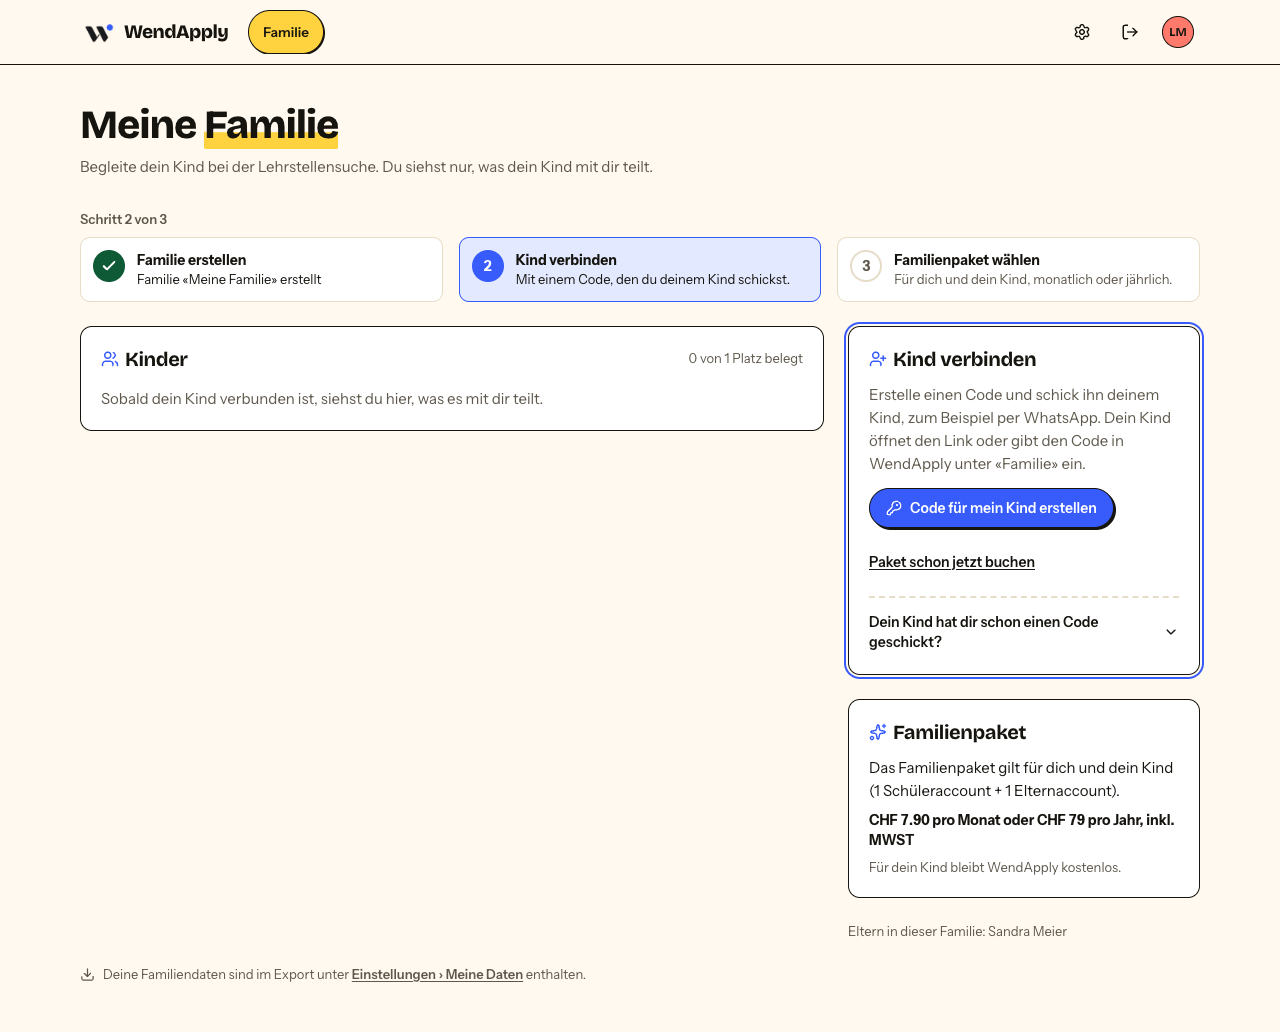 WendApply
Familie
LM
Meine Familie
Begleite dein Kind bei der Lehrstellensuche. Du siehst nur, was dein Kind mit dir teilt.
Schritt 2 von 3
Familie erstellen
Familie «Meine Familie» erstellt
2
Kind verbinden
Mit einem Code, den du deinem Kind schickst.
3
Familienpaket wählen
Für dich und dein Kind, monatlich oder jährlich.
Kinder
0 von 1 Platz belegt
Sobald dein Kind verbunden ist, siehst du hier, was es mit dir teilt.
Kind verbinden
Erstelle einen Code und schick ihn deinem
Kind, zum Beispiel per WhatsApp. Dein Kind
öffnet den Link oder gibt den Code in
WendApply unter «Familie» ein.
Code für mein Kind erstellen
Paket schon jetzt buchen
Dein Kind hat dir schon einen Code
geschickt?
Familienpaket
Das Familienpaket gilt für dich und dein Kind
(1 Schüleraccount + 1 Elternaccount).
CHF 7.90 pro Monat oder CHF 79 pro Jahr, inkl.
MWST
Für dein Kind bleibt WendApply kostenlos.
Eltern in dieser Familie: Sandra Meier
Deine Familiendaten sind im Export unter Einstellungen › Meine Daten enthalten.